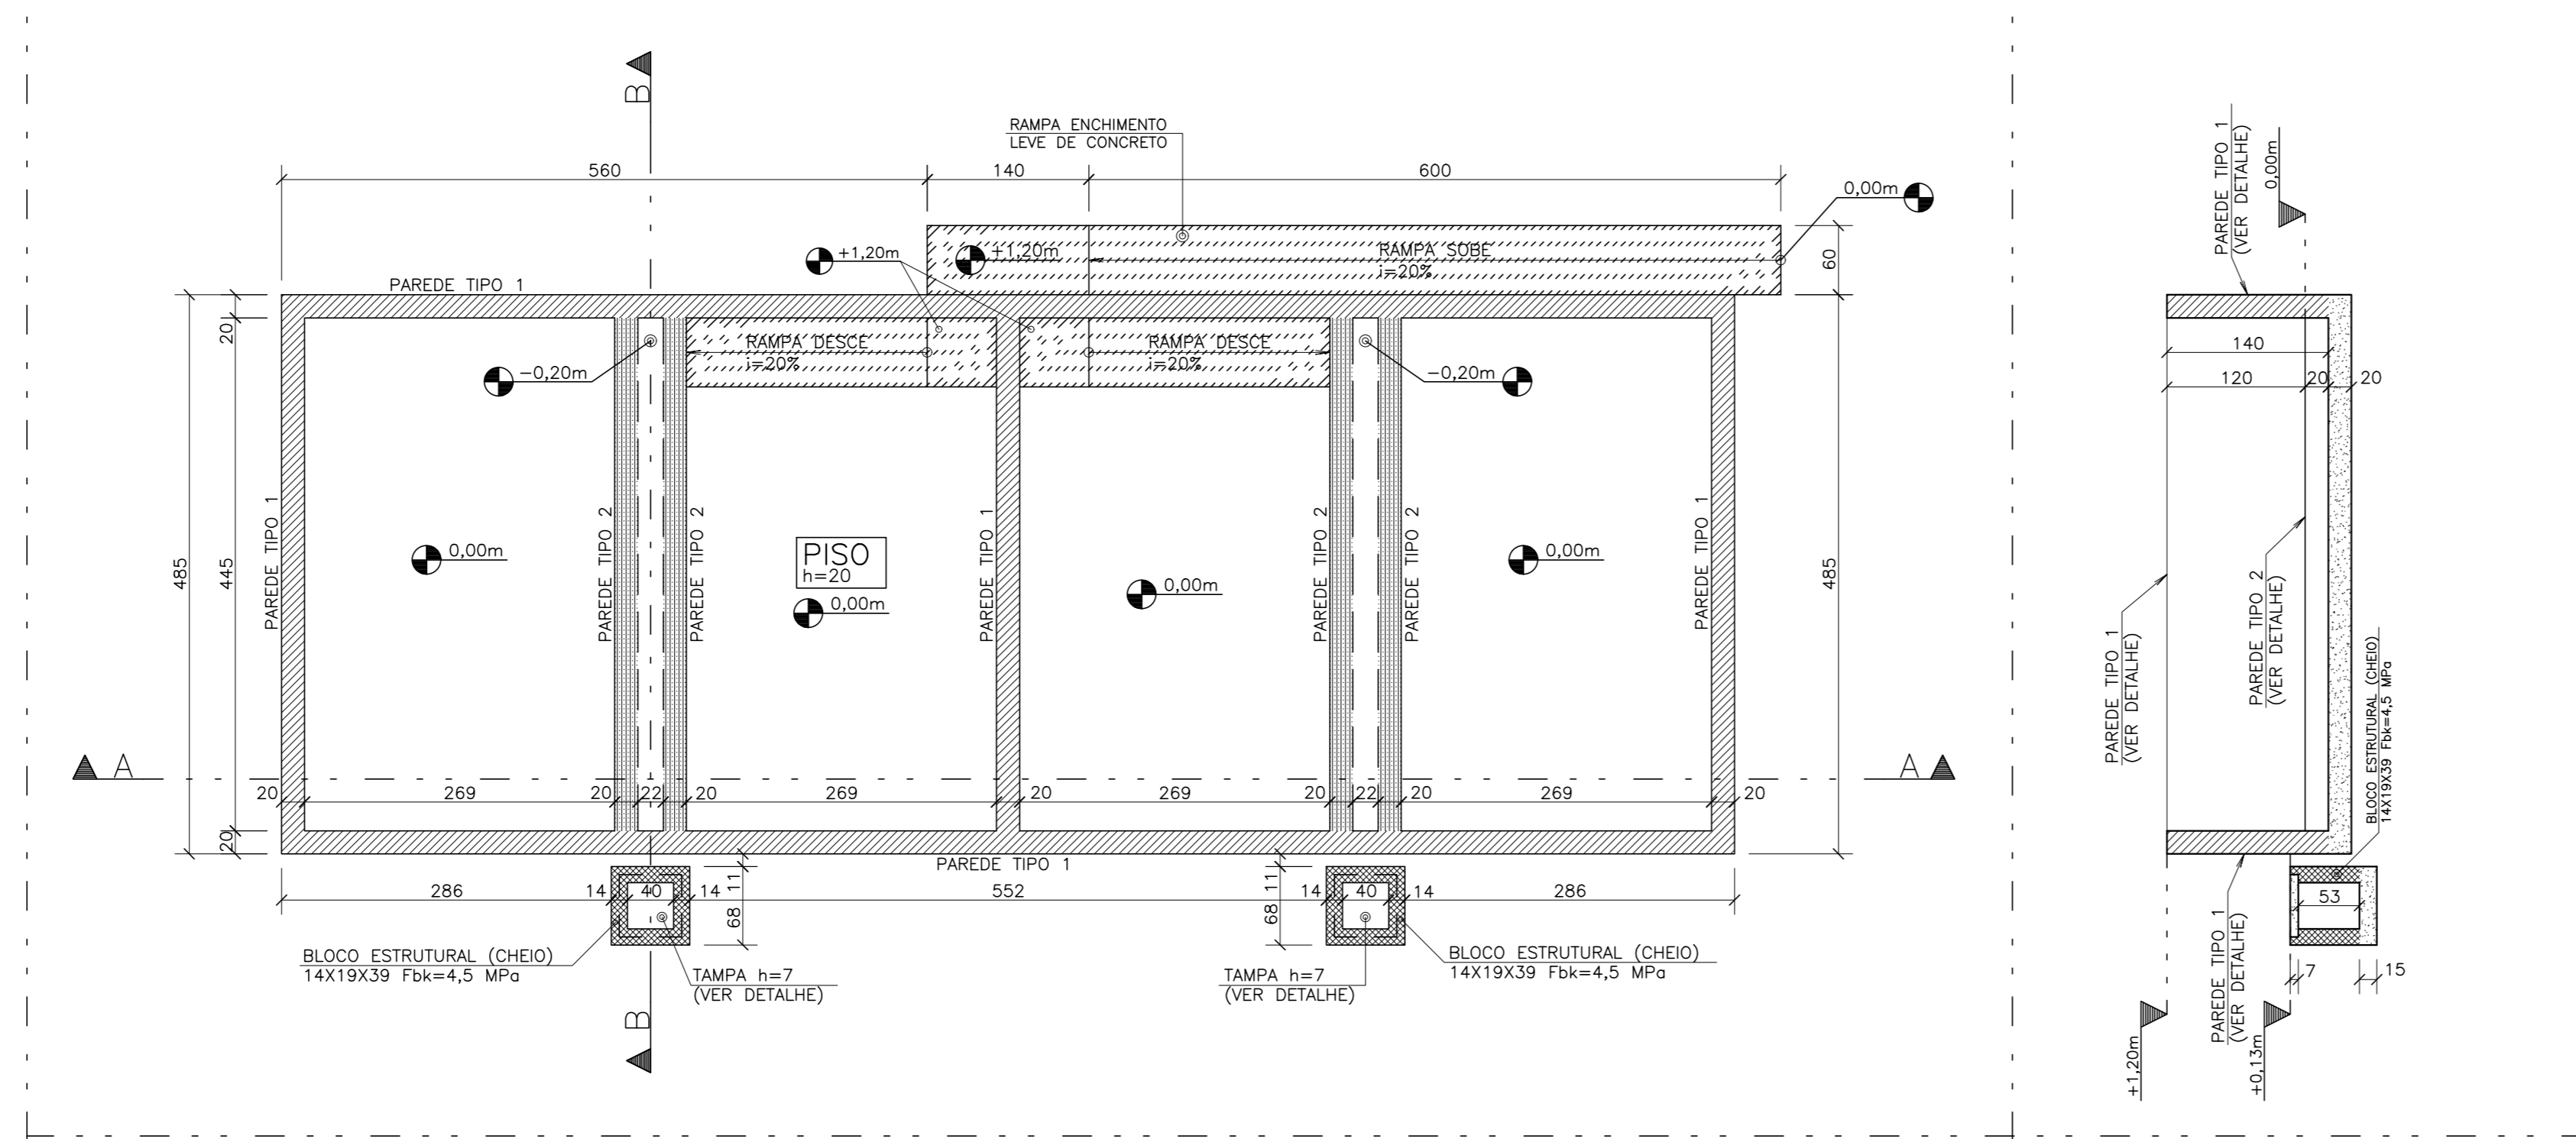 B
RAMPA ENCHIMENTO
LEVE DE CONCRETO
560
140
600
0,00m
+1,20m
+1,20m
RAMPA SOBE
i=20%
60
PAREDE TIPO 1
20
RAMPA DESCE
i=20%
RAMPA DESCE
i=20%
-0,20m
-0,20m
485
445
PAREDE TIPO 1
PAREDE TIPO 2
PAREDE TIPO 2
PAREDE TIPO 1
PAREDE TIPO 2
PAREDE TIPO 2
PAREDE TIPO 1
485
0,00m
PISO
h=20
0,00m
0,00m
0,00m
A
A
20
269
20
22
20
269
20
269
20
22
20
269
20
20
PAREDE TIPO 1
286
14
40
14
11
68
552
11
68
14
40
14
286
BLOCO ESTRUTURAL (CHEIO)
14X19X39 Fbk=4,5 MPa
TAMPA h=7
(VER DETALHE)
TAMPA h=7
(VER DETALHE)
BLOCO ESTRUTURAL (CHEIO)
14X19X39 Fbk=4,5 MPa
B
PAREDE TIPO 1
(VER DETALHE)
0,00m
140
120
20
20
PAREDE TIPO 1
(VER DETALHE)
PAREDE TIPO 2
(VER DETALHE)
BLOCO ESTRUTURAL (CHEIO)
14X19X39 Fbk=4,5 MPa
53
7
15
PAREDE TIPO 1
(VER DETALHE)
+1,20m
+0,13m